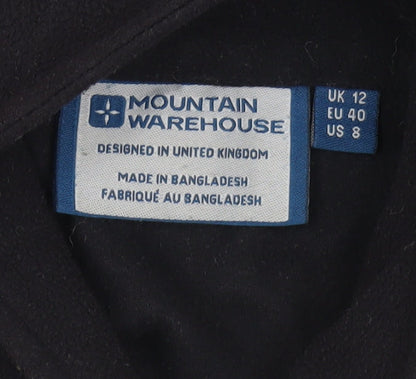 MOUNTAIN
WAREHOUSE
DESIGNED IN UNITED KINGDOM
MADE IN BANGLADESH
FABRIQUÉ AU BANGLADESH
UK 12
EU 40
US 8